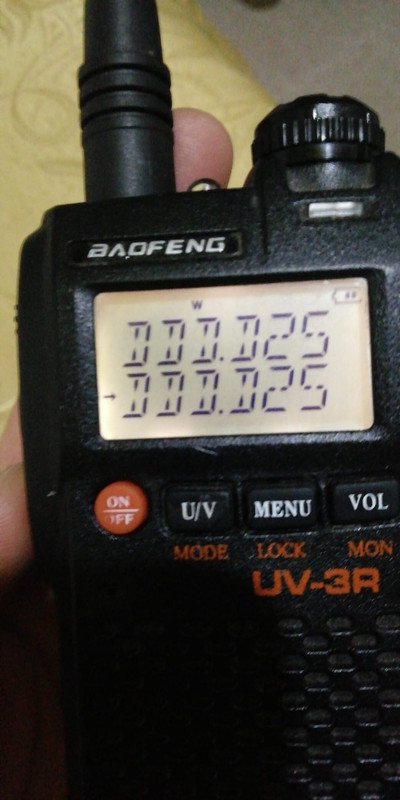 BAOFENG
W
000.025
→000.025
ON
OFF
U/V
MENU
VOL
MODE
LOCK
MON
UV-3R